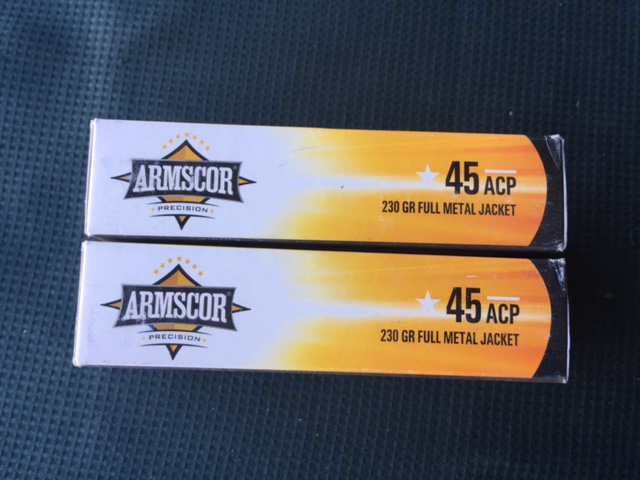 ARMSCOR
PRECISION
45 ACP
230 GR FULL METAL JACKET
ARMSCOR
PRECISION
45 ACP
230 GR FULL METAL JACKET